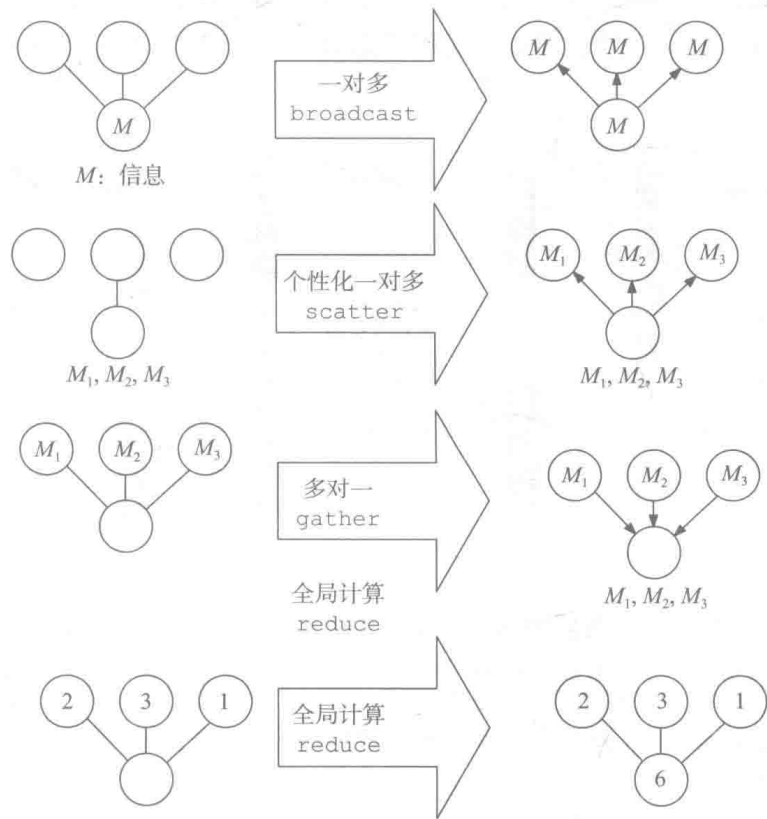 一对多
broadcast
M M M
M
M
M: 信息
个性化一对多
scatter
M₁ M₂ M₃
M₁, M₂, M₃
M₁, M₂, M₃
M₁ M₂ M₃
多对一
gather
M₁ M₂ M₃
M₁, M₂, M₃
全局计算
reduce
2 3 1
全局计算
reduce
2 3 1
6